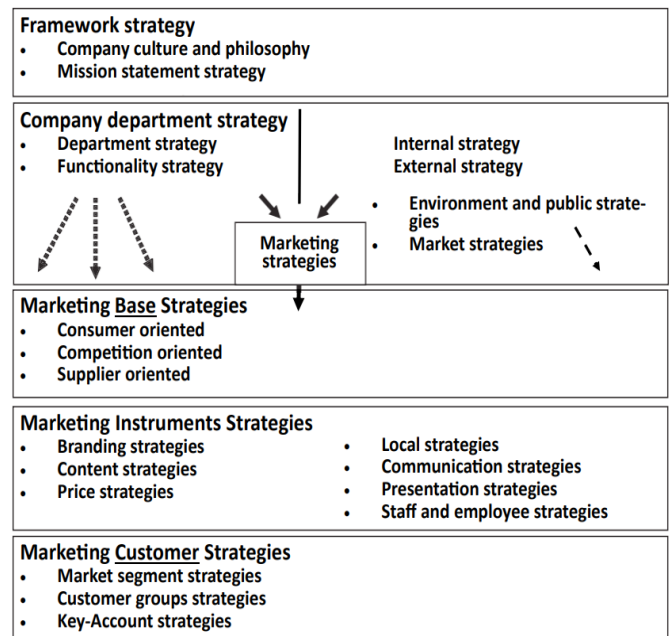 Framework strategy
• Company culture and philosophy
• Mission statement strategy
Company department strategy
• Department strategy
• Functionality strategy
Internal strategy
External strategy
• Environment and public strate-
gies
• Market strategies
Marketing
strategies
Marketing Base Strategies
• Consumer oriented
• Competition oriented
• Supplier oriented
Marketing Instruments Strategies
• Branding strategies
• Content strategies
• Price strategies
• Local strategies
• Communication strategies
• Presentation strategies
• Staff and employee strategies
Marketing Customer Strategies
• Market segment strategies
• Customer groups strategies
• Key-Account strategies